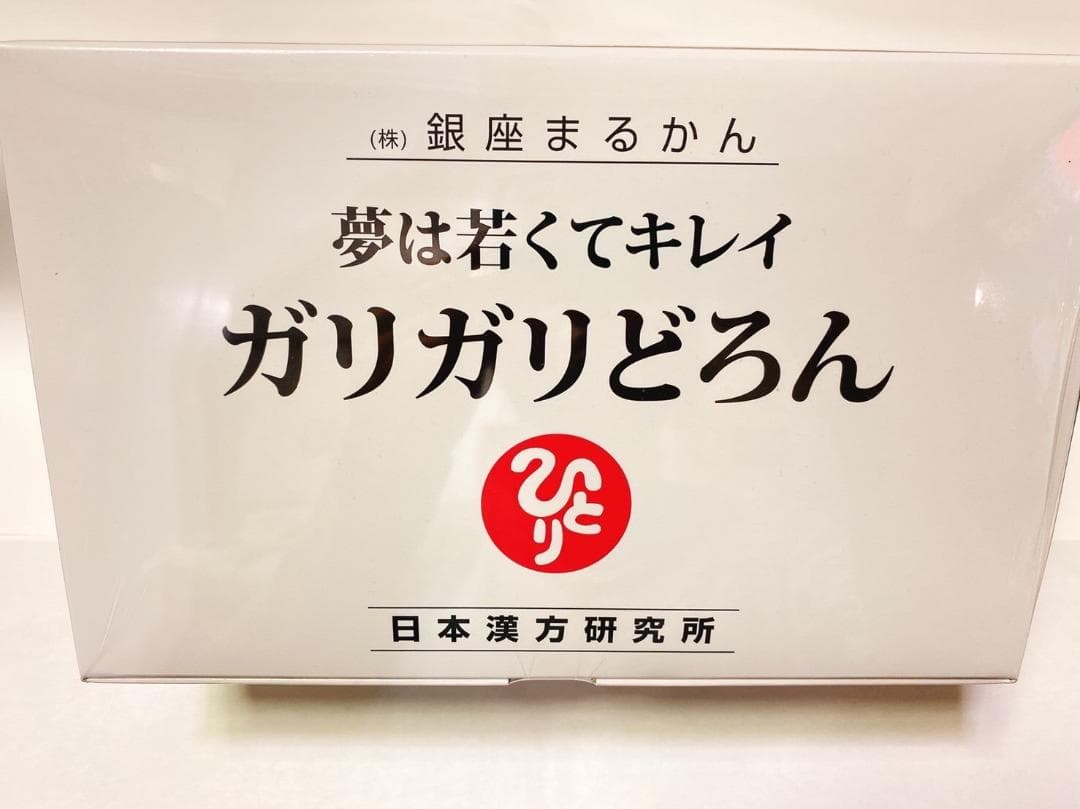 (株) 銀座まるかん
夢は若くてキレイ
ガリガリどろん
ひとり
日本漢方研究所